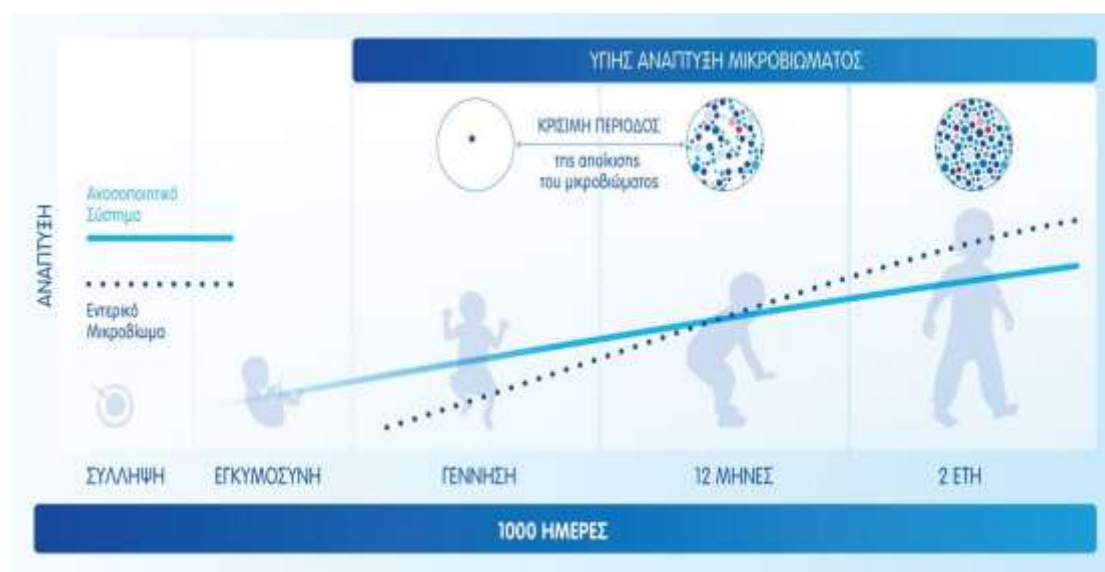 ΥΓΙΗΣ ΑΝΑΠΤΥΞΗ ΜΙΚΡΟΒΙΩΜΑΤΟΣ
ΚΡΙΣΙΜΗ ΠΕΡΙΟΔΟΣ
της αποίκισης
του μικροβιώματος
Ανοσοποιητικό
Σύστημα
ΑΝΑΠΤΥΞΗ
Εντερικό
Μικροβίωμα
ΣΥΛΛΗΨΗ
ΕΓΚΥΜΟΣΥΝΗ
ΓΕΝΝΗΣΗ
12 ΜΗΝΕΣ
2 ΕΤΗ
1000 ΗΜΕΡΕΣ